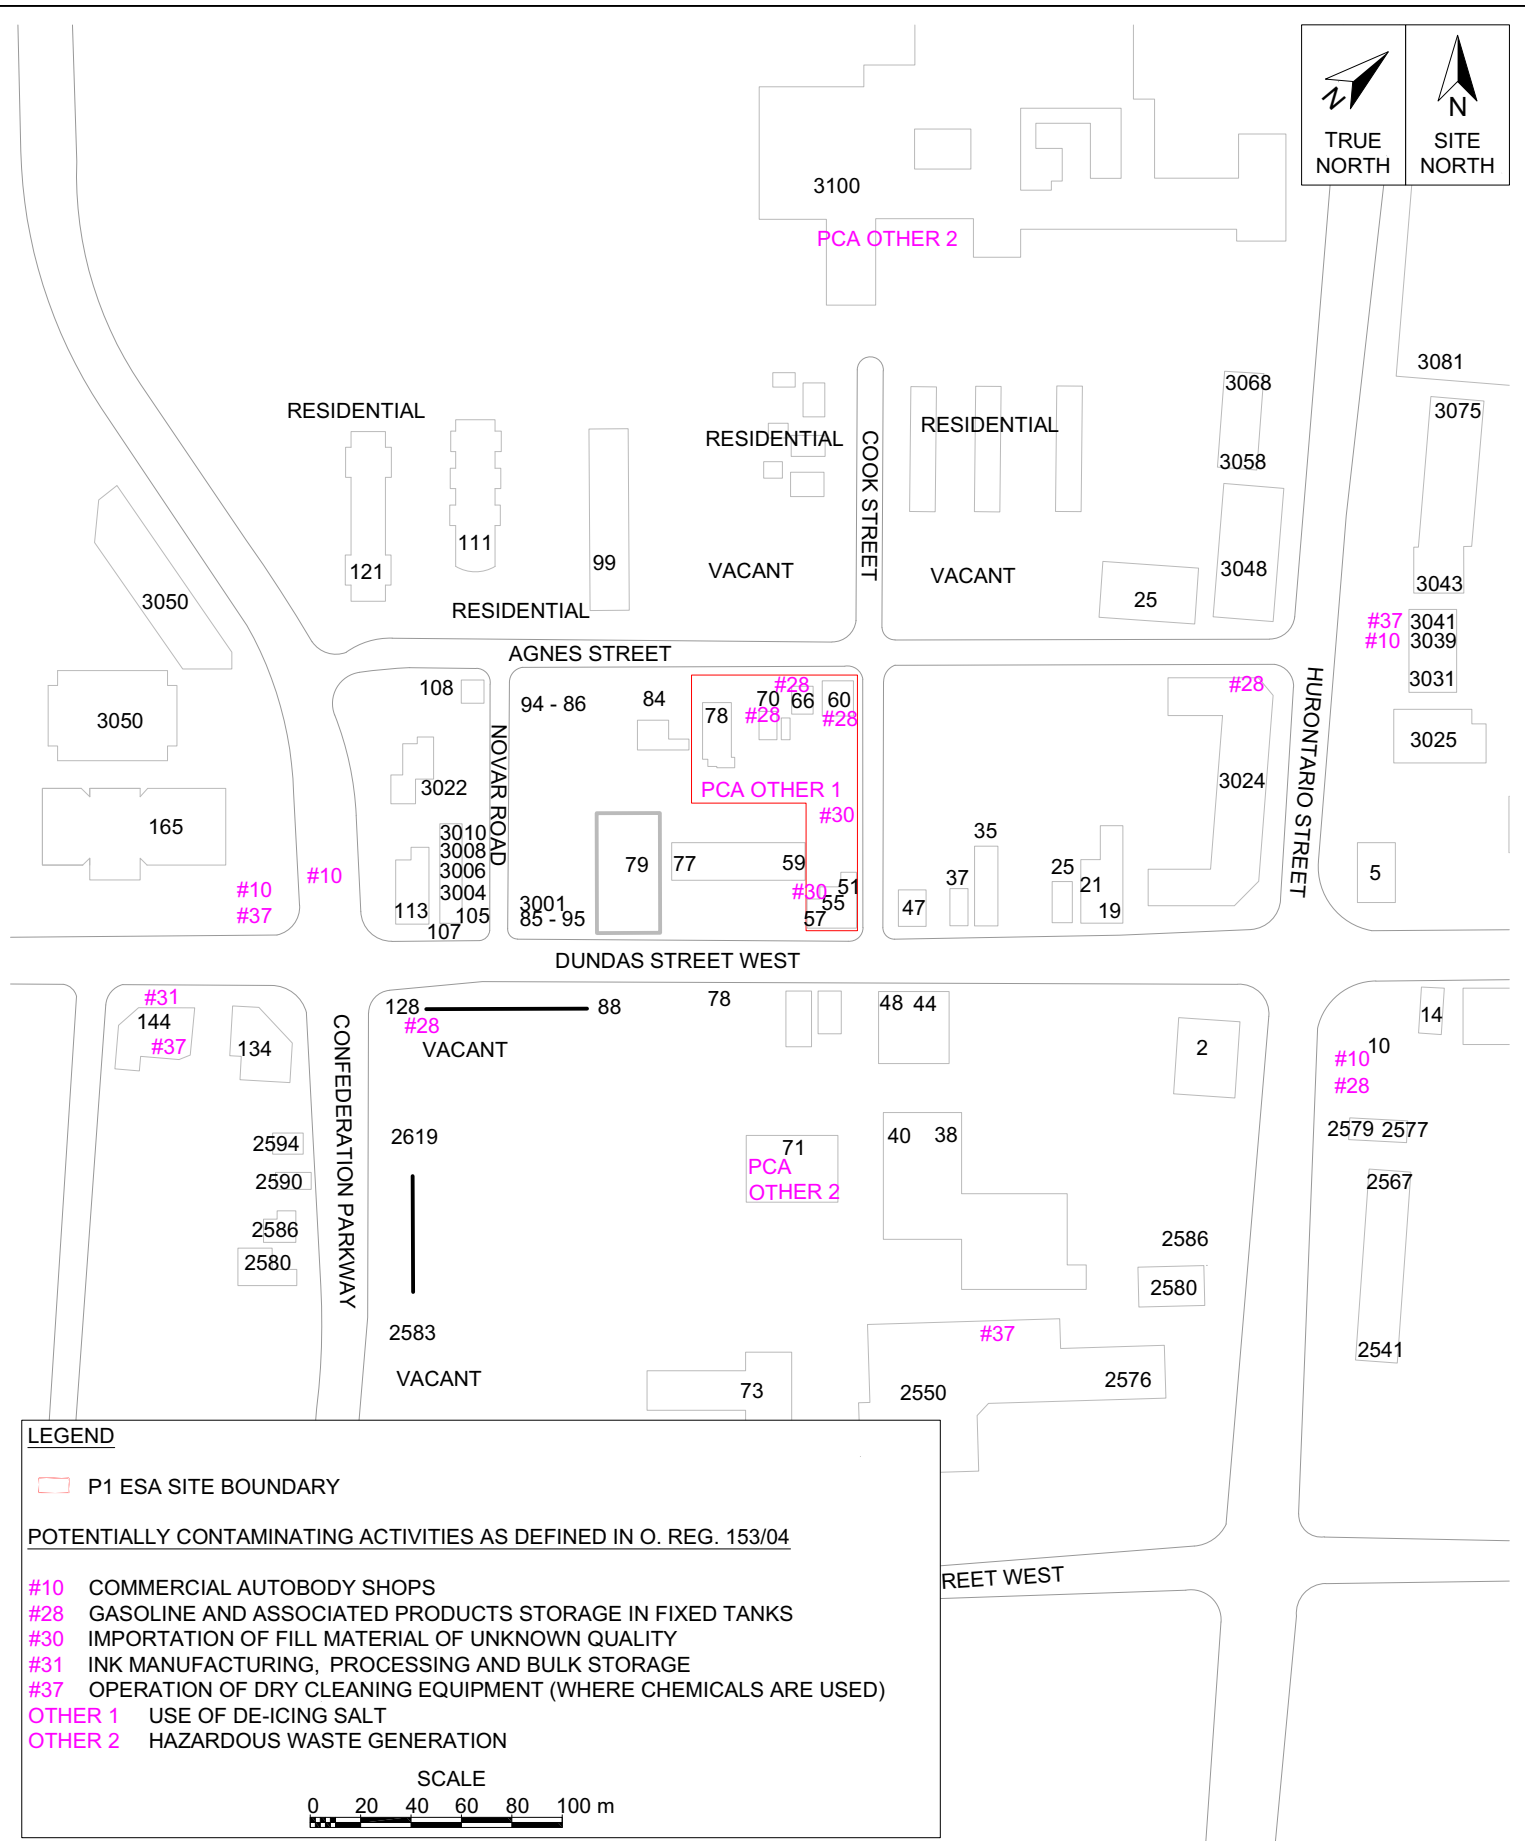 N
N
TRUE
NORTH
SITE
NORTH
3100
PCA OTHER 2
3081
3068
3075
RESIDENTIAL
RESIDENTIAL
RESIDENTIAL
COOK STREET
3058
111
121
99
VACANT
VACANT
3048
3043
3050
RESIDENTIAL
25
#37 3041
#10 3039
3031
AGNES STREET
108
94 - 86
84
#28
70
66
60
#28
#28
78
#28
HURONTARIO STREET
3050
NOVAR ROAD
3025
3022
PCA OTHER 1
3024
#30
165
3010
3008
3006
3004
105
35
79
77
59
25
5
#10
#10
#37
37
21
51
#30
55
57
113
107
3001
85 - 95
47
19
DUNDAS STREET WEST
#31
144
#37
134
128
88
#28
VACANT
78
48
44
14
2
10
#10
#28
CONFEDERATION PARKWAY
2594
2590
2586
2580
2619
71
PCA
OTHER 2
40
38
2579
2577
2567
2586
2580
2583
#37
2541
VACANT
73
2550
2576
LEGEND
P1 ESA SITE BOUNDARY
POTENTIALLY CONTAMINATING ACTIVITIES AS DEFINED IN O. REG. 153/04
#10 COMMERCIAL AUTOBODY SHOPS
#28 GASOLINE AND ASSOCIATED PRODUCTS STORAGE IN FIXED TANKS
#30 IMPORTATION OF FILL MATERIAL OF UNKNOWN QUALITY
#31 INK MANUFACTURING, PROCESSING AND BULK STORAGE
#37 OPERATION OF DRY CLEANING EQUIPMENT (WHERE CHEMICALS ARE USED)
OTHER 1 USE OF DE-ICING SALT
OTHER 2 HAZARDOUS WASTE GENERATION
SCALE
0 20 40 60 80 100 m
REET WEST